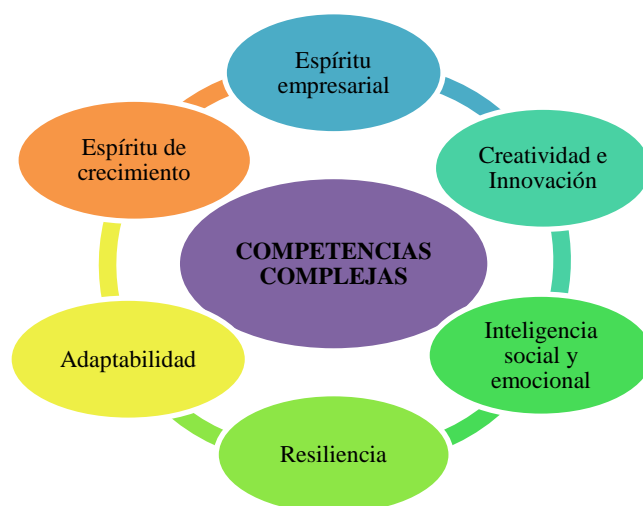 Espíritu
empresarial
Creatividad e
Innovación
Inteligencia
social y
emocional
Resiliencia
Adaptabilidad
Espíritu de
crecimiento
COMPETENCIAS
COMPLEJAS